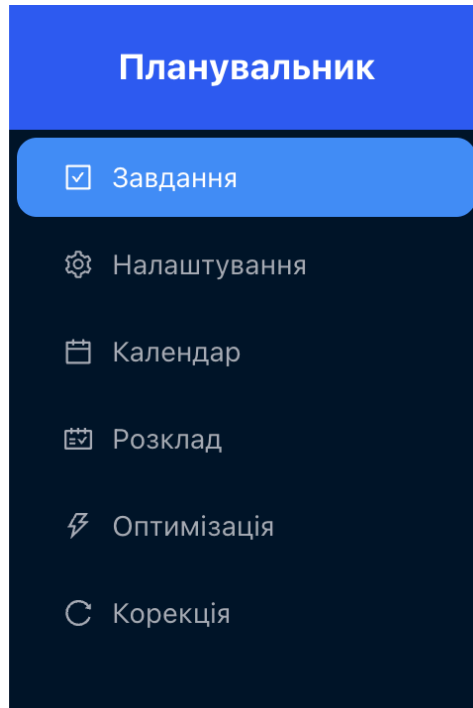 Планувальник
Завдання
Налаштування
Календар
Розклад
Оптимізація
Корекція